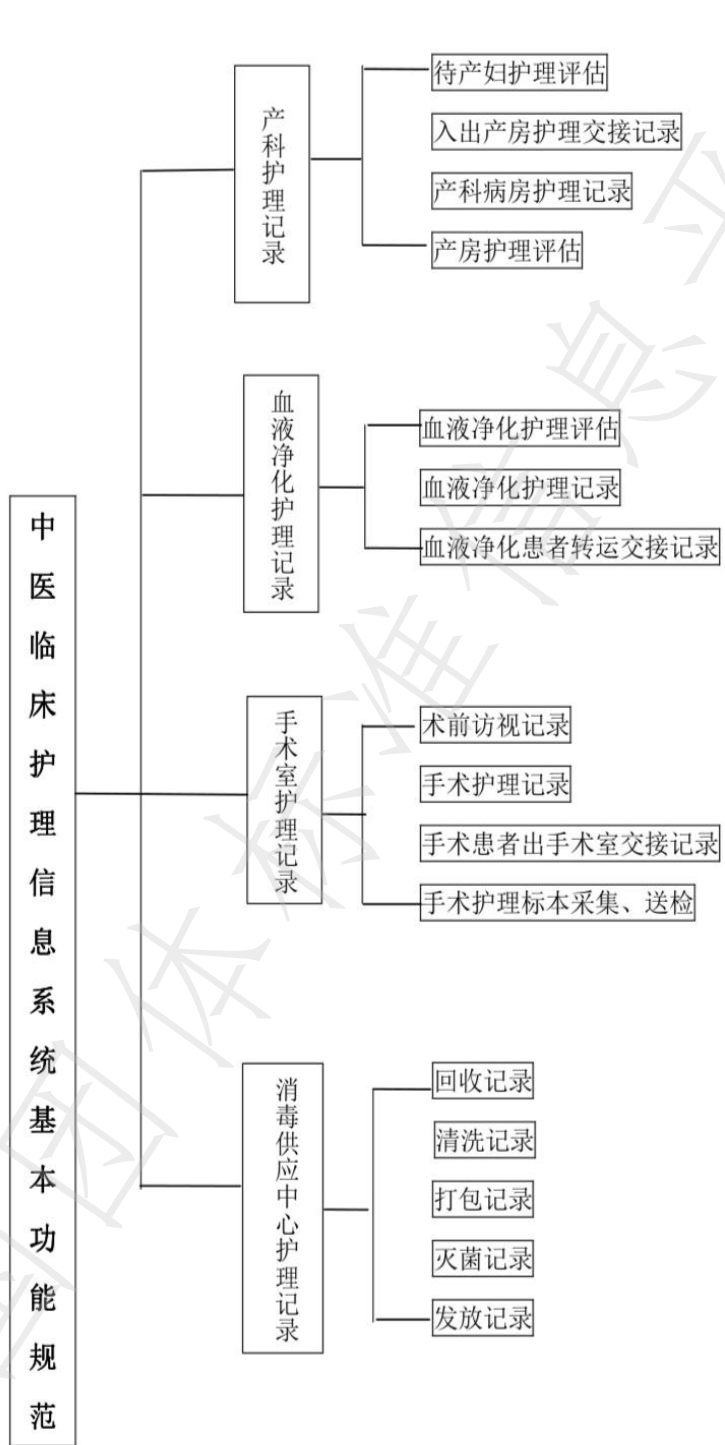 中医临床护理信息系统基本功能规范
产科护理记录
待产妇护理评估
入出产房护理交接记录
产科病房护理记录
产房护理评估
血液净化护理记录
血液净化护理评估
血液净化护理记录
血液净化患者转运交接记录
手术室护理记录
术前访视记录
手术护理记录
手术患者出手术室交接记录
手术护理标本采集、送检
消毒供应中心护理记录
回收记录
清洗记录
打包记录
灭菌记录
发放记录
团体标准信息平